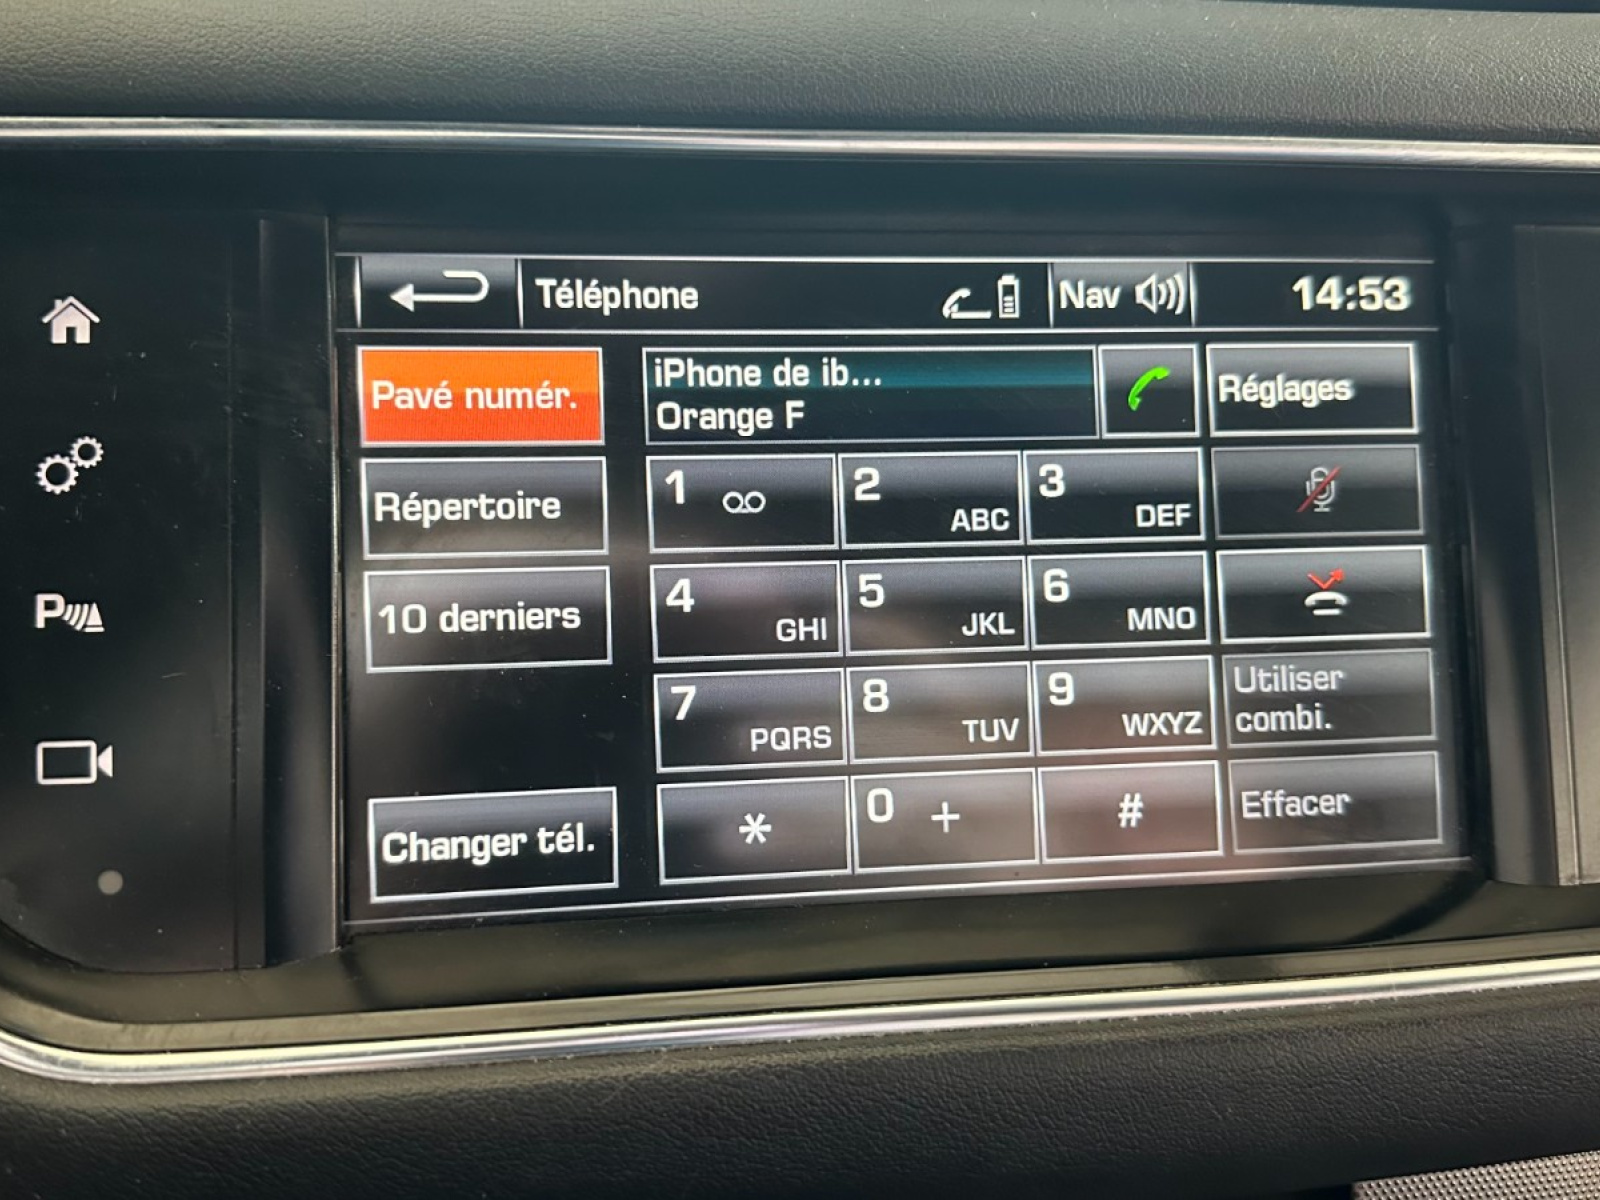 Téléphone
Nav
14:53
Pavé numér.
iPhone de ib...
Orange F
Réglages
Répertoire
1
2 ABC
3 DEF
10 derniers
4 GHI
5 JKL
6 MNO
7 PQRS
8 TUV
9 WXYZ
Utiliser
combi.
Changer tél.
*
0 +
#
Effacer
P